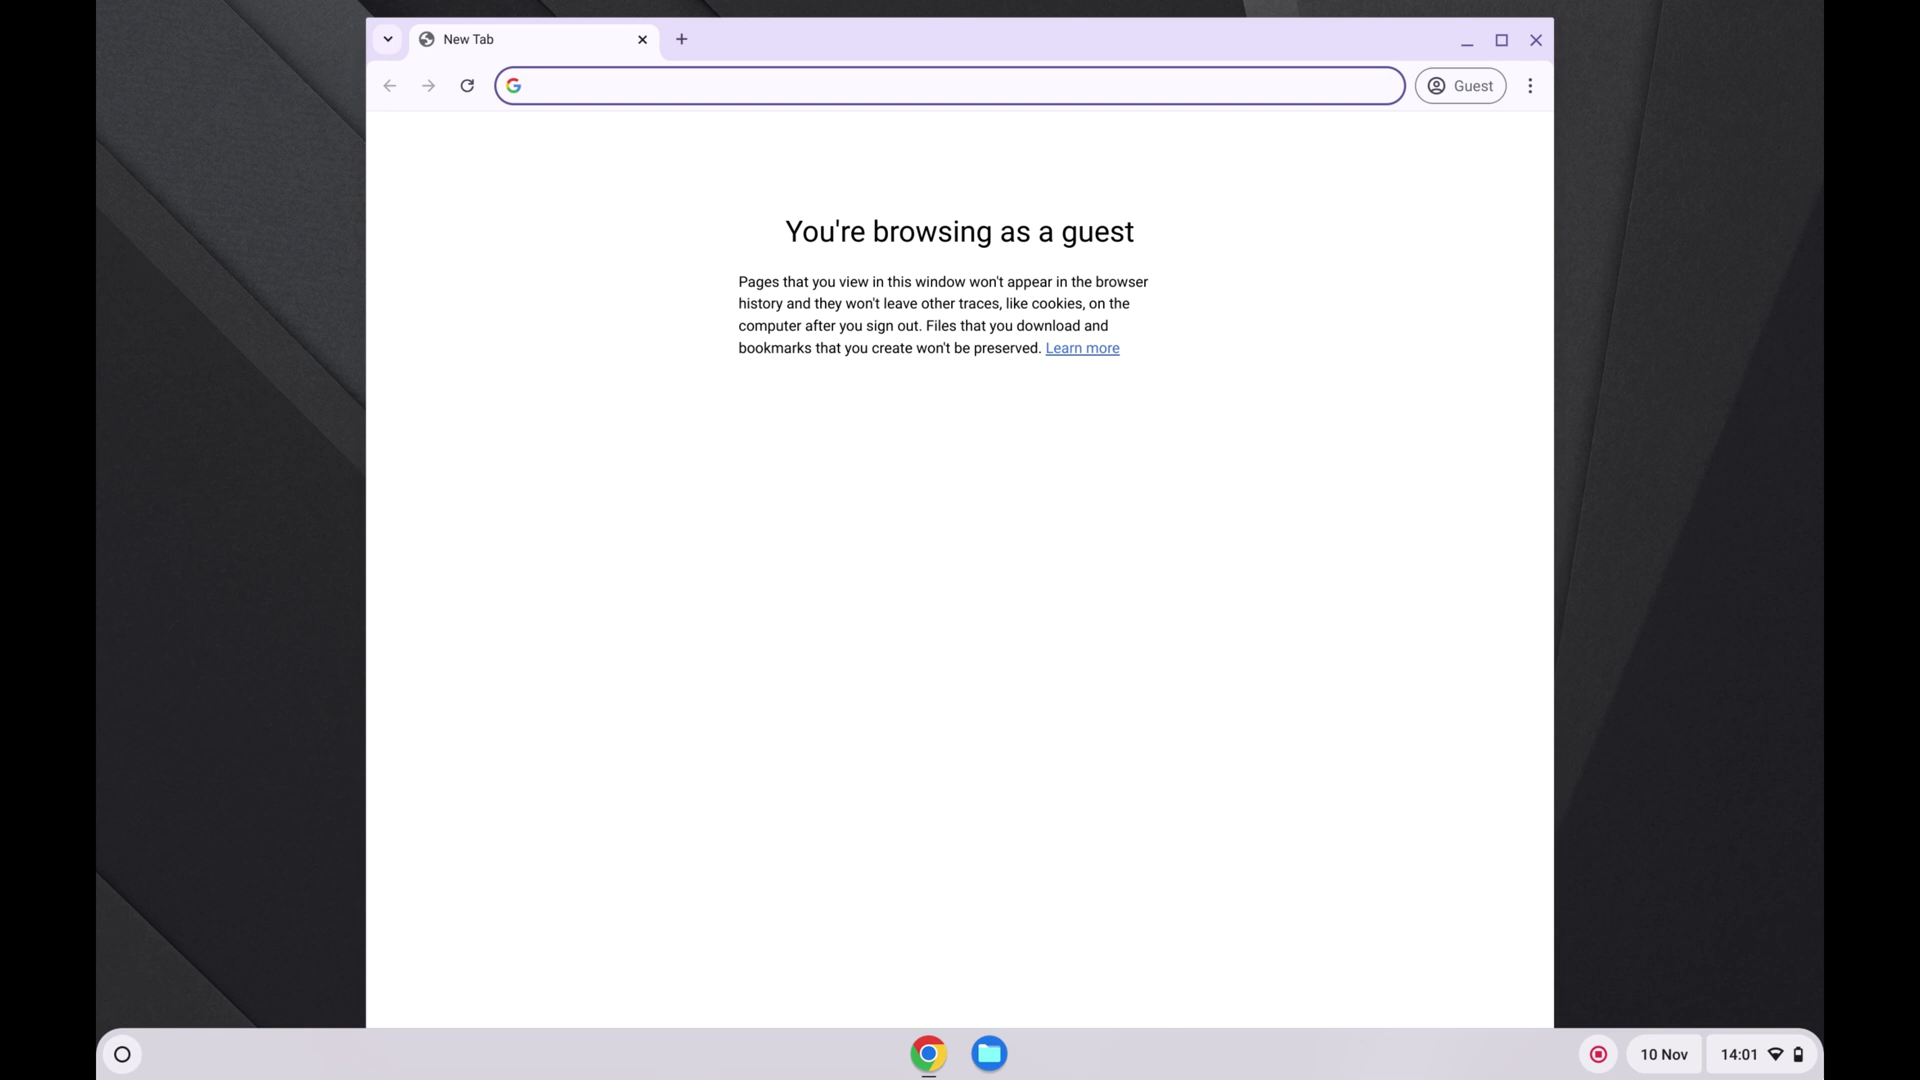 New Tab
Guest
You're browsing as a guest
Pages that you view in this window won't appear in the browser
history and they won't leave other traces, like cookies, on the
computer after you sign out. Files that you download and
bookmarks that you create won't be preserved. Learn more
10 Nov
14:01